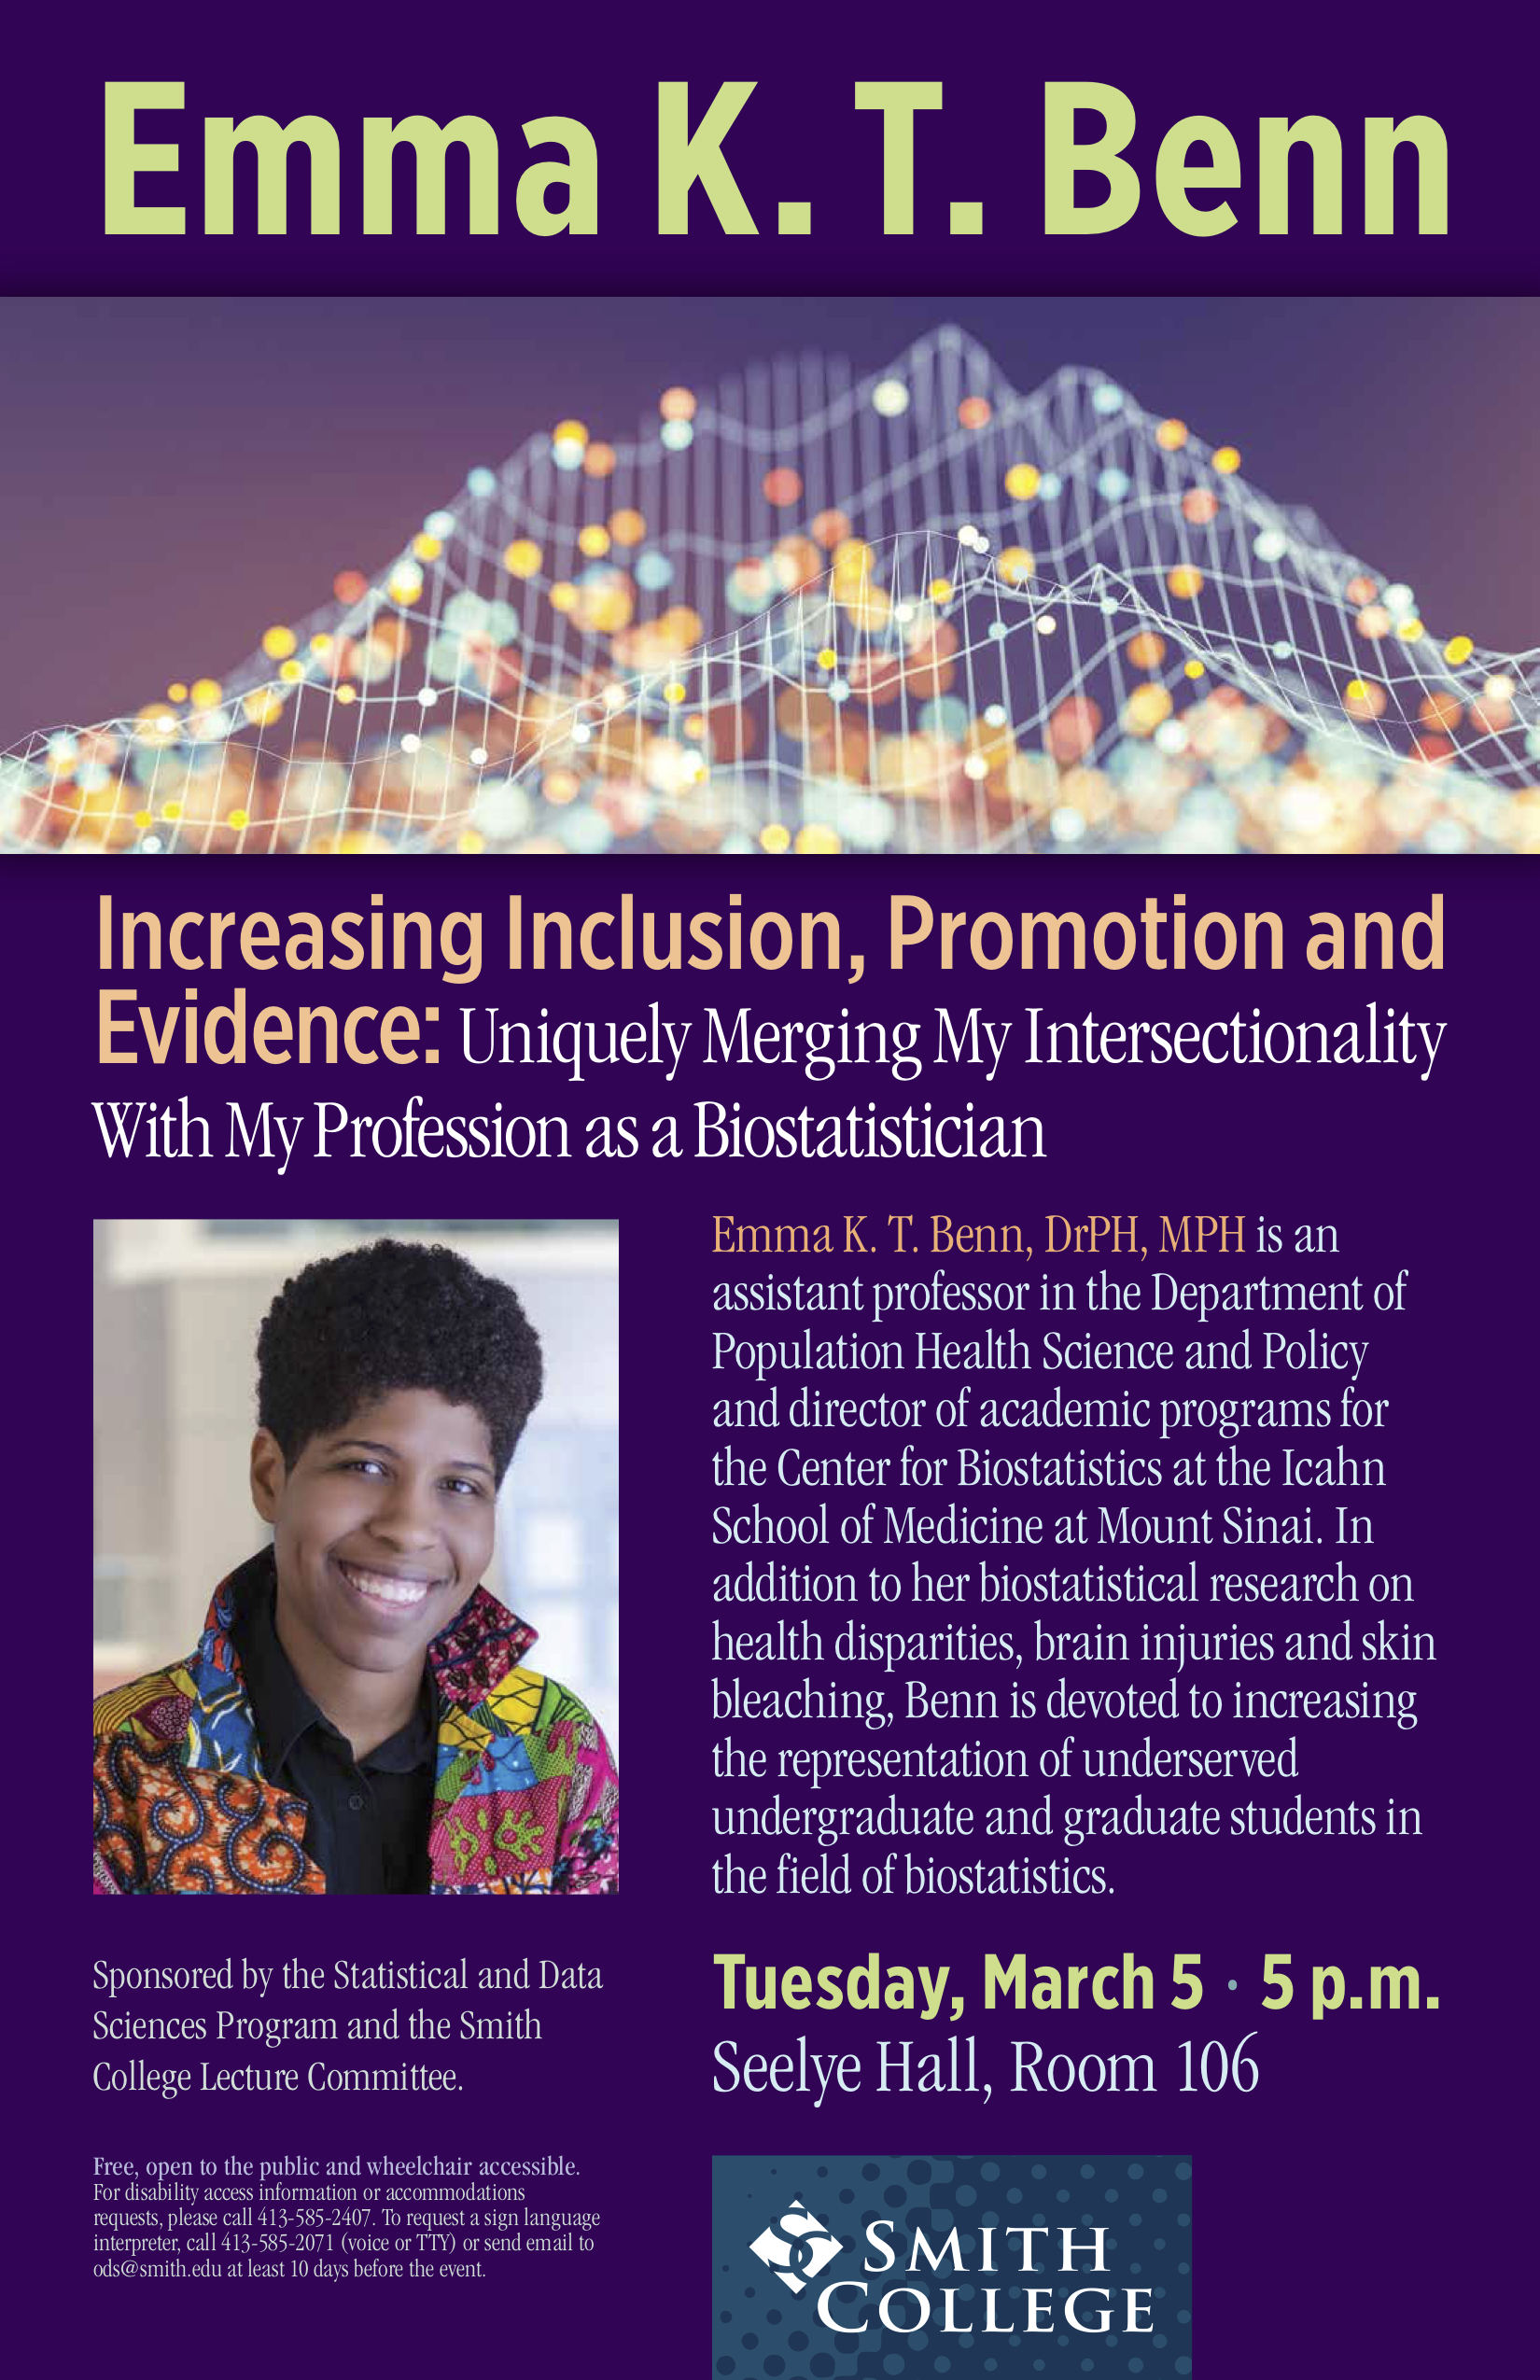 Emma K. T. Benn
Increasing Inclusion, Promotion and
Evidence: Uniquely Merging My Intersectionality
With My Profession as a Biostatistician
Emma K. T. Benn, DrPH, MPH is an
assistant professor in the Department of
Population Health Science and Policy
and director of academic programs for
the Center for Biostatistics at the Icahn
School of Medicine at Mount Sinai. In
addition to her biostatistical research on
health disparities, brain injuries and skin
bleaching, Benn is devoted to increasing
the representation of underserved
undergraduate and graduate students in
the field of biostatistics.
Sponsored by the Statistical and Data
Sciences Program and the Smith
College Lecture Committee.
Tuesday, March 5 · 5 p.m.
Seelye Hall, Room 106
Free, open to the public and wheelchair accessible.
For disability access information or accommodations
requests, please call 413-585-2407. To request a sign language
interpreter, call 413-585-2071 (voice or TTY) or send email to
ods@smith.edu at least 10 days before the event.
SMITH
COLLEGE